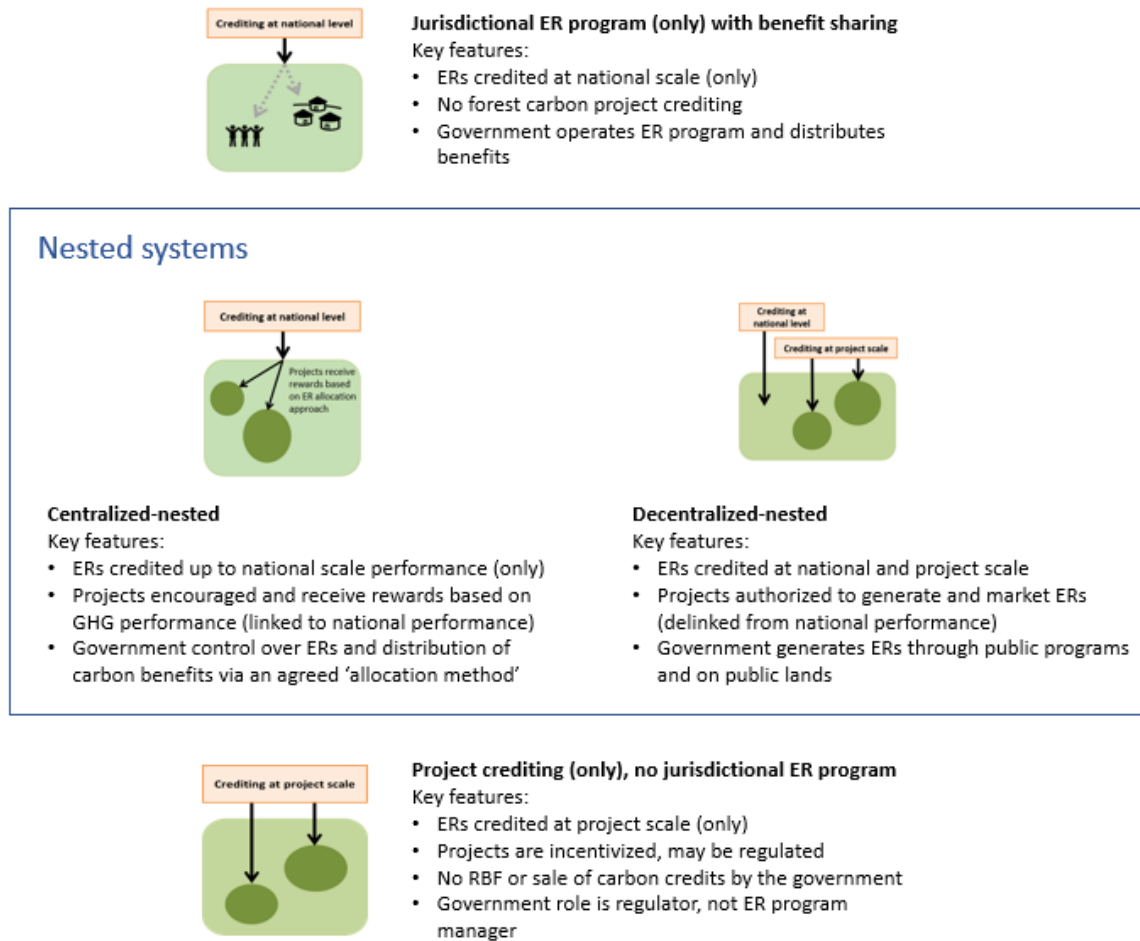 Crediting at national level
Jurisdictional ER program (only) with benefit sharing
Key features:
• ERs credited at national scale (only)
• No forest carbon project crediting
• Government operates ER program and distributes
benefits
Nested systems
Crediting at national level
Projects receive
rewards based
on ER allocation
approach
Centralized-nested
Key features:
• ERs credited up to national scale performance (only)
• Projects encouraged and receive rewards based on
GHG performance (linked to national performance)
• Government control over ERs and distribution of
carbon benefits via an agreed ‘allocation method’
Crediting at
national level
Crediting at project scale
Decentralized-nested
Key features:
• ERs credited at national and project scale
• Projects authorized to generate and market ERs
(delinked from national performance)
• Government generates ERs through public programs
and on public lands
Crediting at project scale
Project crediting (only), no jurisdictional ER program
Key features:
• ERs credited at project scale (only)
• Projects are incentivized, may be regulated
• No RBF or sale of carbon credits by the government
• Government role is regulator, not ER program
manager